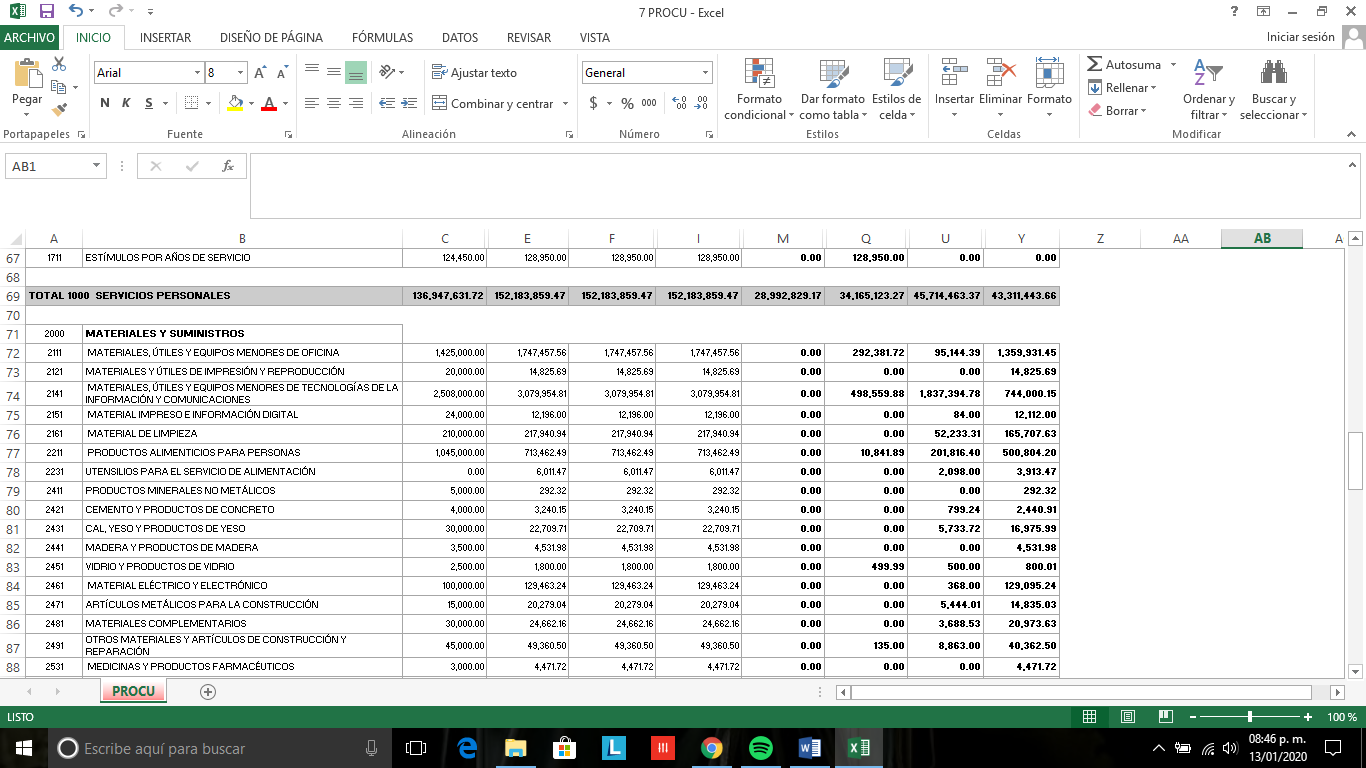 7 PROCU - Excel
ARCHIVO INICIO INSERTAR DISEÑO DE PÁGINA FÓRMULAS DATOS REVISAR VISTA Iniciar sesión
Pegar
Portapapeles
Arial 8
N K S
Fuente
Ajustar texto
Combinar y centrar
Alineación
General
$ % 000
Número
Formato condicional
Dar formato como tabla
Estilos de celda
Estilos
Insertar Eliminar Formato
Celdas
Autosuma
Rellenar
Borrar
Ordenar y filtrar
Buscar y seleccionar
Modificar
AB1 fx
A B C E F I M Q U Y Z AA AB A
67 1711 ESTÍMULOS POR AÑOS DE SERVICIO 124,450.00 128,950.00 128,950.00 128,950.00 0.00 128,950.00 0.00 0.00
68
69 TOTAL 1000 SERVICIOS PERSONALES 136,947,631.72 152,183,859.47 152,183,859.47 152,183,859.47 28,992,829.17 34,165,123.27 45,714,463.37 43,311,443.66
70
71 2000 MATERIALES Y SUMINISTROS
72 2111 MATERIALES, ÚTILES Y EQUIPOS MENORES DE OFICINA 1,425,000.00 1,747,457.56 1,747,457.56 1,747,457.56 0.00 292,381.72 95,144.39 1,359,931.45
73 2121 MATERIALES Y ÚTILES DE IMPRESIÓN Y REPRODUCCIÓN 20,000.00 14,825.69 14,825.69 14,825.69 0.00 0.00 0.00 14,825.69
74 2141 MATERIALES, ÚTILES Y EQUIPOS MENORES DE TECNOLOGÍAS DE LA INFORMACIÓN Y COMUNICACIONES 2,508,000.00 3,079,954.81 3,079,954.81 3,079,954.81 0.00 498,559.88 1,837,394.78 744,000.15
75 2151 MATERIAL IMPRESO E INFORMACIÓN DIGITAL 24,000.00 12,196.00 12,196.00 12,196.00 0.00 0.00 84.00 12,112.00
76 2161 MATERIAL DE LIMPIEZA 210,000.00 217,940.94 217,940.94 217,940.94 0.00 0.00 52,233.31 165,707.63
77 2211 PRODUCTOS ALIMENTICIOS PARA PERSONAS 1,045,000.00 713,462.49 713,462.49 713,462.49 0.00 10,841.89 201,816.40 500,804.20
78 2231 UTENSILIOS PARA EL SERVICIO DE ALIMENTACIÓN 0.00 6,011.47 6,011.47 6,011.47 0.00 0.00 2,098.00 3,913.47
79 2411 PRODUCTOS MINERALES NO METÁLICOS 5,000.00 292.32 292.32 292.32 0.00 0.00 0.00 292.32
80 2421 CEMENTO Y PRODUCTOS DE CONCRETO 4,000.00 3,240.15 3,240.15 3,240.15 0.00 0.00 799.24 2,440.91
81 2431 CAL, YESO Y PRODUCTOS DE YESO 30,000.00 22,709.71 22,709.71 22,709.71 0.00 0.00 5,733.72 16,975.99
82 2441 MADERA Y PRODUCTOS DE MADERA 3,500.00 4,531.98 4,531.98 4,531.98 0.00 0.00 0.00 4,531.98
83 2451 VIDRIO Y PRODUCTOS DE VIDRIO 2,500.00 1,800.00 1,800.00 1,800.00 0.00 499.99 500.00 800.01
84 2461 MATERIAL ELÉCTRICO Y ELECTRÓNICO 100,000.00 129,463.24 129,463.24 129,463.24 0.00 0.00 368.00 129,095.24
85 2471 ARTÍCULOS METÁLICOS PARA LA CONSTRUCCIÓN 15,000.00 20,279.04 20,279.04 20,279.04 0.00 0.00 5,444.01 14,835.03
86 2481 MATERIALES COMPLEMENTARIOS 30,000.00 24,662.16 24,662.16 24,662.16 0.00 0.00 3,688.53 20,973.63
87 2491 OTROS MATERIALES Y ARTÍCULOS DE CONSTRUCCIÓN Y REPARACIÓN 45,000.00 49,360.50 49,360.50 49,360.50 0.00 135.00 8,863.00 40,362.50
88 2531 MEDICINAS Y PRODUCTOS FARMACÉUTICOS 3,000.00 4,471.72 4,471.72 4,471.72 0.00 0.00 0.00 4,471.72
PROCU
LISTO 100 %
Escribe aquí para buscar
08:46 p. m.
13/01/2020